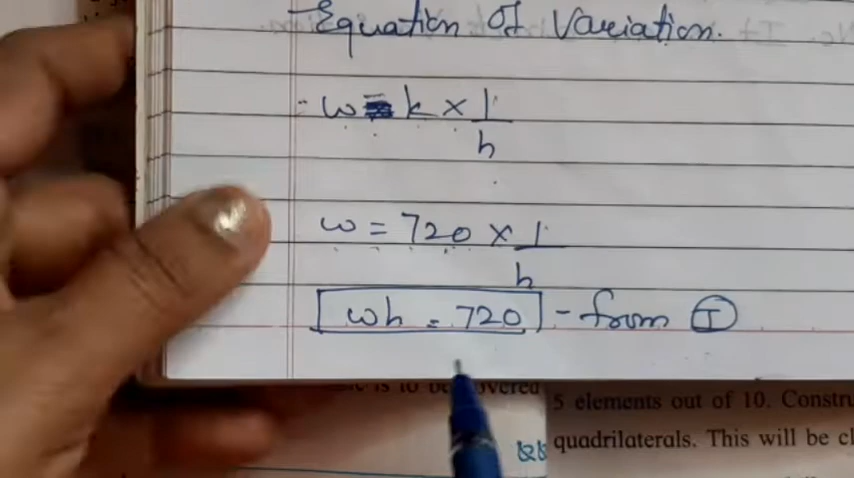 Equation Of Variation.
w = k × 1/h
w = 720 × 1/h
wh = 720 - from I
5 elements out of 10. Constru
quadrilaterals. This will be cl